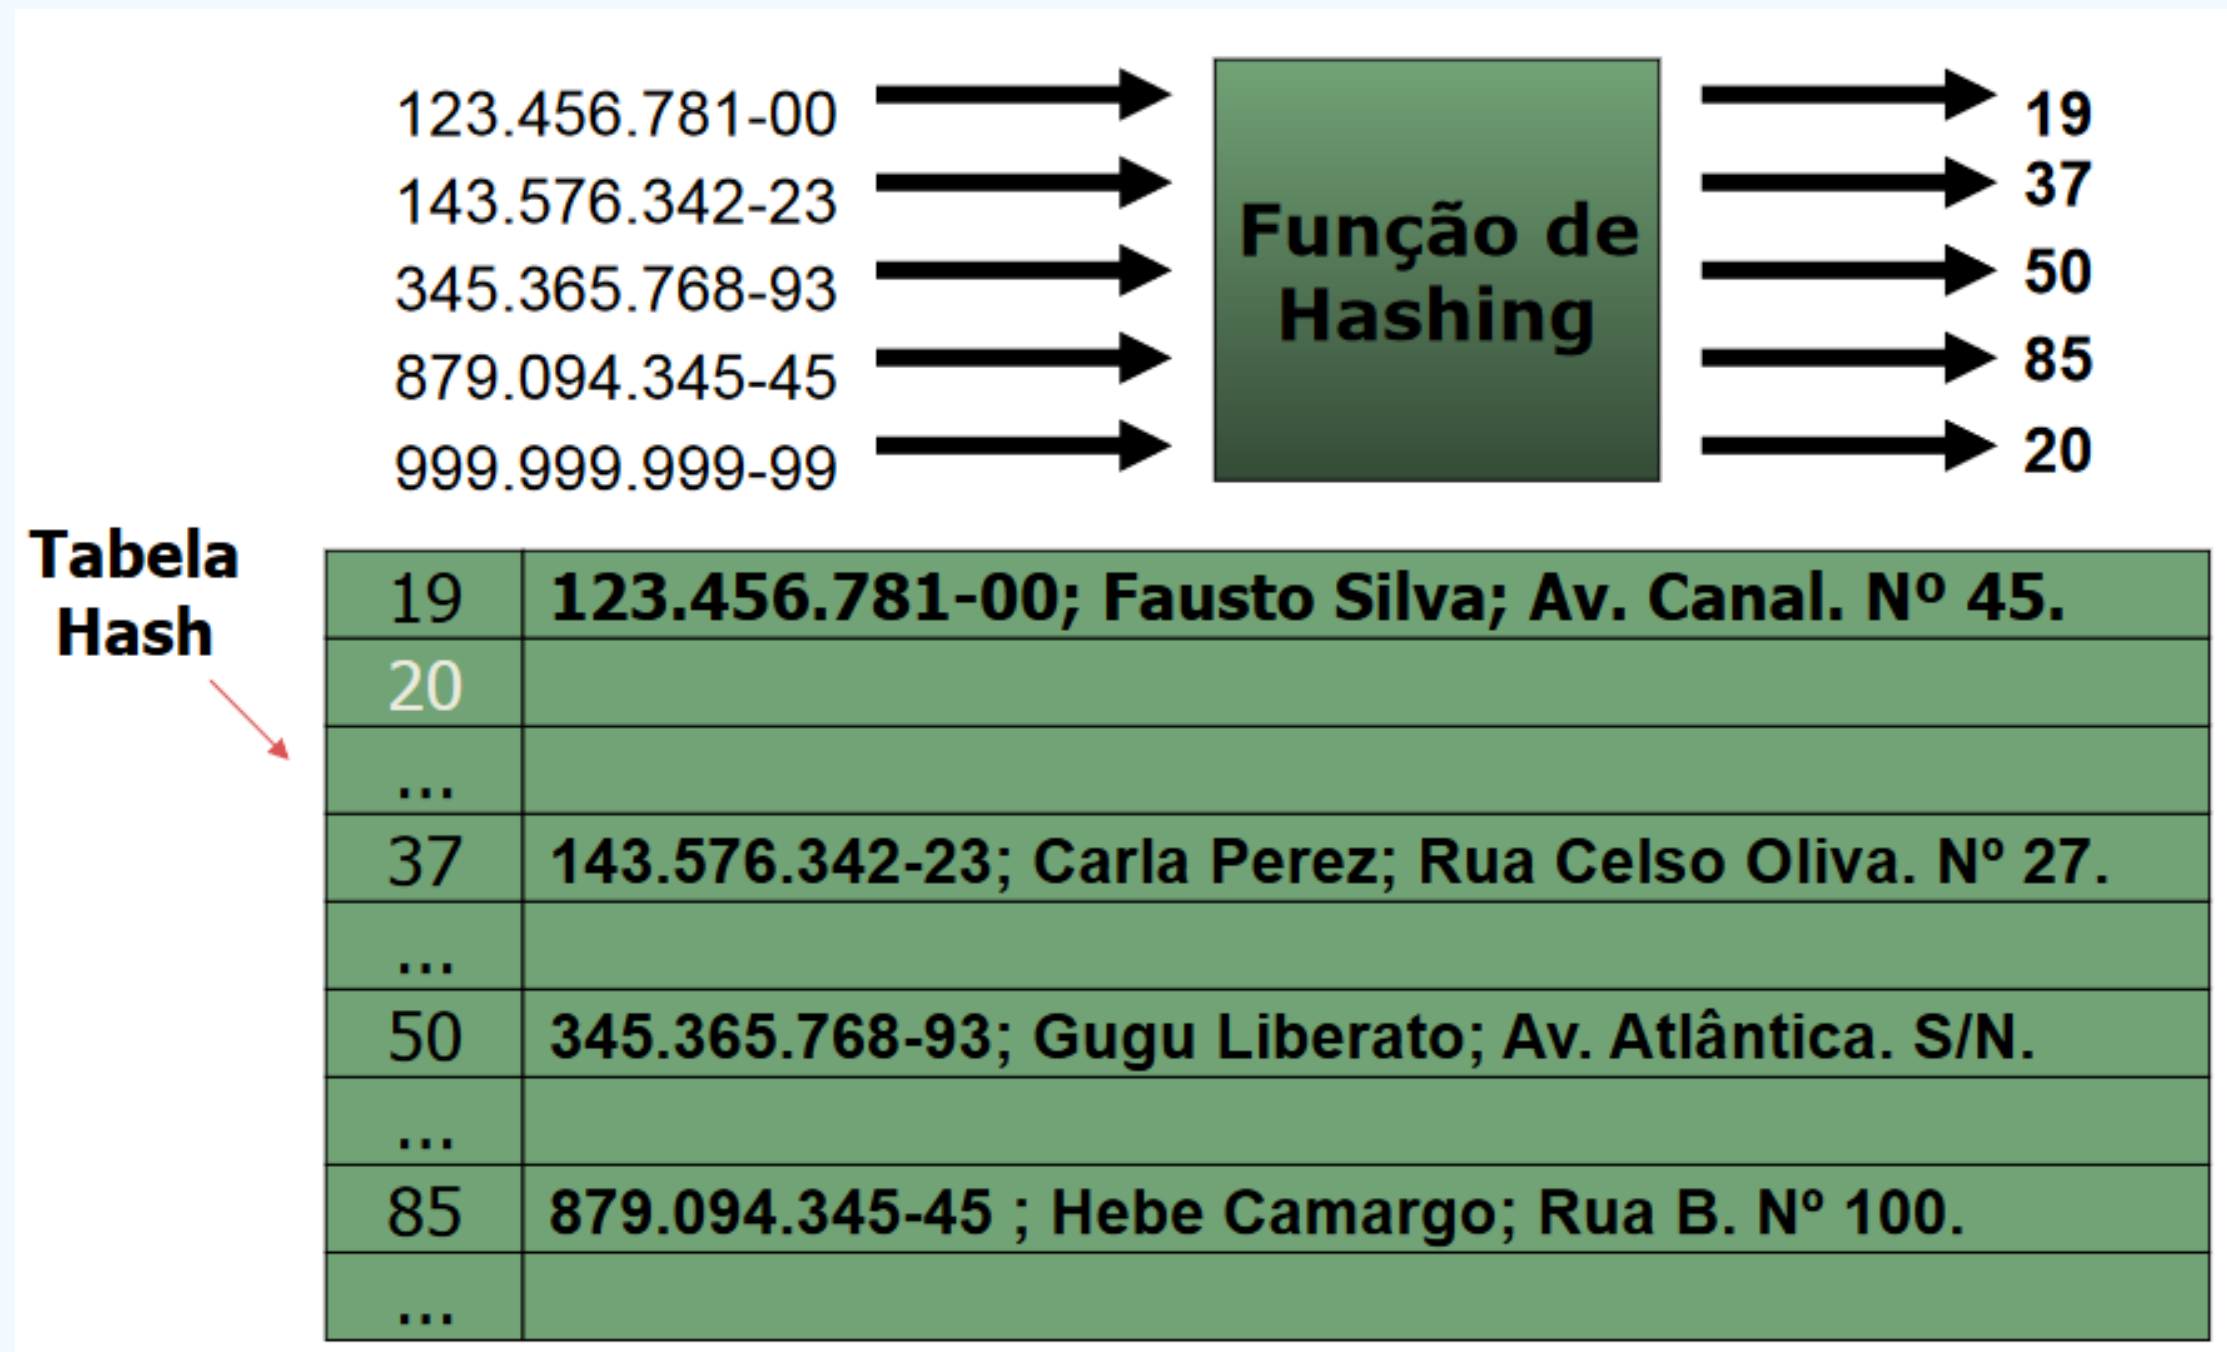 123.456.781-00
143.576.342-23
345.365.768-93
879.094.345-45
999.999.999-99
Função de
Hashing
19
37
50
85
20
Tabela
Hash
19 123.456.781-00; Fausto Silva; Av. Canal. Nº 45.
20
...
37 143.576.342-23; Carla Perez; Rua Celso Oliva. Nº 27.
...
50 345.365.768-93; Gugu Liberato; Av. Atlântica. S/N.
...
85 879.094.345-45 ; Hebe Camargo; Rua B. Nº 100.
...